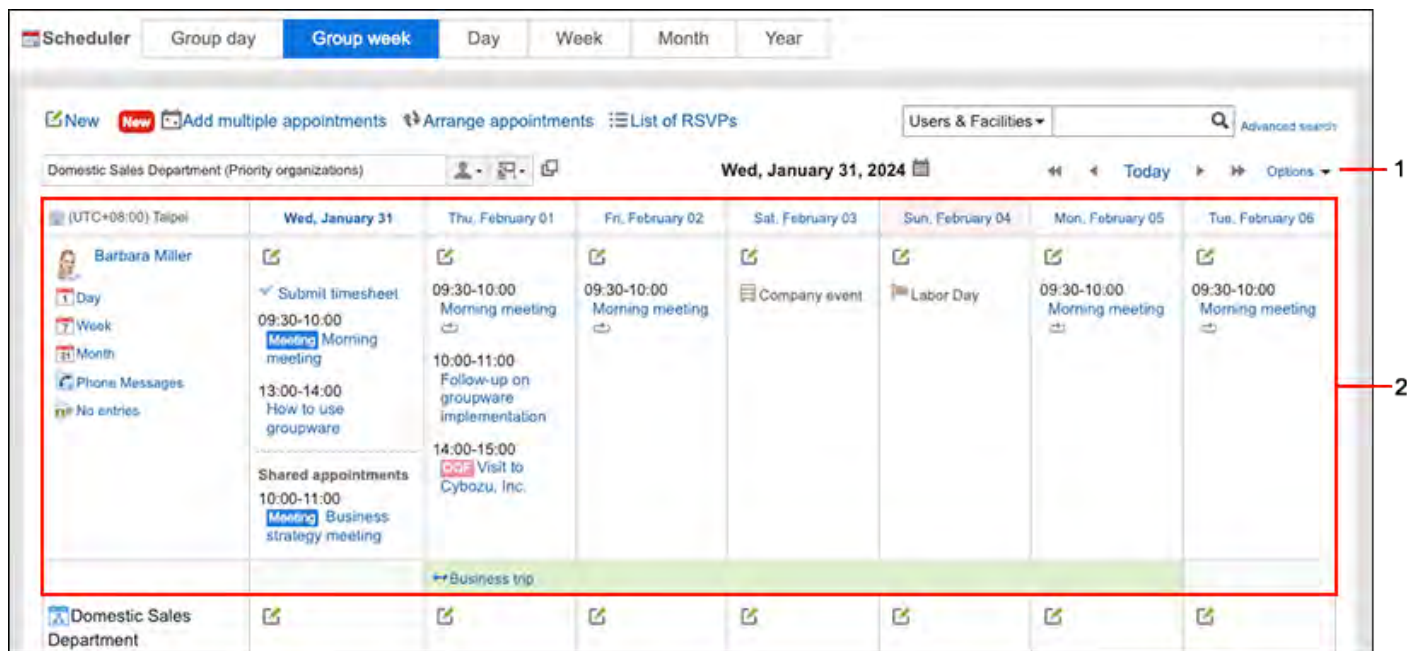 Scheduler Group day Group week Day Week Month Year
New New Add multiple appointments Arrange appointments List of RSVPs Users & Facilities Advanced search
Domestic Sales Department (Priority organizations) Wed, January 31, 2024 Today Options 1
(UTC+08:00) Taipei Wed, January 31 Thu, February 01 Fri, February 02 Sat, February 03 Sun, February 04 Mon, February 05 Tue, February 06
Barbara Miller
Day
Week
Month
Phone Messages
No entries
Submit timesheet
09:30-10:00
Meeting Morning
meeting
13:00-14:00
How to use
groupware
Shared appointments
10:00-11:00
Meeting Business
strategy meeting
09:30-10:00
Morning meeting
10:00-11:00
Follow-up on
groupware
implementation
14:00-15:00
OOF Visit to
Cybozu, Inc.
09:30-10:00
Morning meeting
Company event
Labor Day
09:30-10:00
Morning meeting
09:30-10:00
Morning meeting
2
Business trip
Domestic Sales
Department